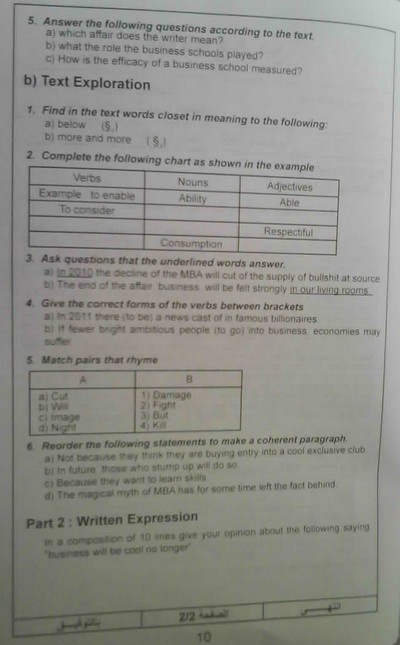 5. Answer the following questions according to the text.
a) which affair does the writer mean?
b) what the role the business schools played?
c) How is the efficacy of a business school measured?
b) Text Exploration
1. Find in the text words closet in meaning to the following:
a) below (§1)
b) more and more (§1)
2. Complete the following chart as shown in the example
Verbs Nouns Adjectives
Example to enable Ability Able
To consider
Respectiful
Consumption
3. Ask questions that the underlined words answer.
a) In 2010 the decline of the MBA will cut of the supply of bullshit at source
b) The end of the affair business will be felt strongly in our living rooms.
4. Give the correct forms of the verbs between brackets
a) In 2011 there (to be) a news cast of in famous billionaires
b) If fewer bright ambitious people (to go) into business, economies may
suffer
5. Match pairs that rhyme
A B
a) Cut 1) Damage
b) Will 2) Fight
c) Image 3) But
d) Night 4) Kill
6. Reorder the following statements to make a coherent paragraph.
a) Not because they think they are buying entry into a cool exclusive club
b) In future, those who stump up will do so
c) Because they want to learn skills
d) The magical myth of MBA has for some time left the fact behind.
Part 2 : Written Expression
In a composition of 10 lines give your opinion about the following saying
"business will be cool no longer"
انتهـى الصفحة 2/2 بالتوفيـق
10